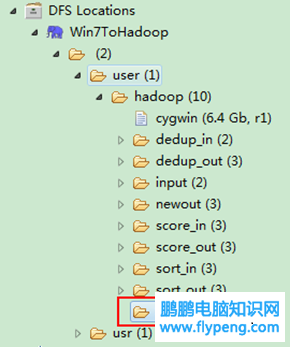 DFS Locations
Win7ToHadoop
(2)
user (1)
hadoop (10)
cygwin (6.4 Gb, r1)
dedup_in (2)
dedup_out (3)
input (2)
newout (3)
score_in (3)
score_out (3)
sort_in (3)
sort_out (3)
usr (1)
鹏鹏电脑知识网
www.flypeng.com